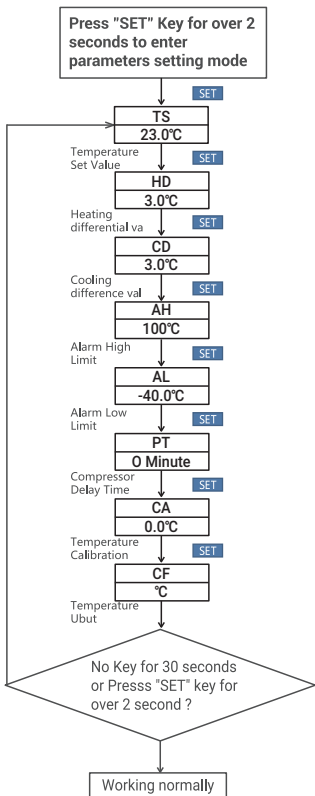 Press "SET" Key for over 2
seconds to enter
parameters setting mode
SET
TS
23.0℃
Temperature
Set Value
SET
HD
3.0℃
Heating
differential va
SET
CD
3.0℃
Cooling
difference val
SET
AH
100℃
Alarm High
Limit
SET
AL
-40.0℃
Alarm Low
Limit
SET
PT
O Minute
Compressor
Delay Time
SET
CA
0.0℃
Temperature
Calibration
SET
CF
℃
Temperature
Ubut
No Key for 30 seconds
or Presss "SET" key for
over 2 second ?
Working normally